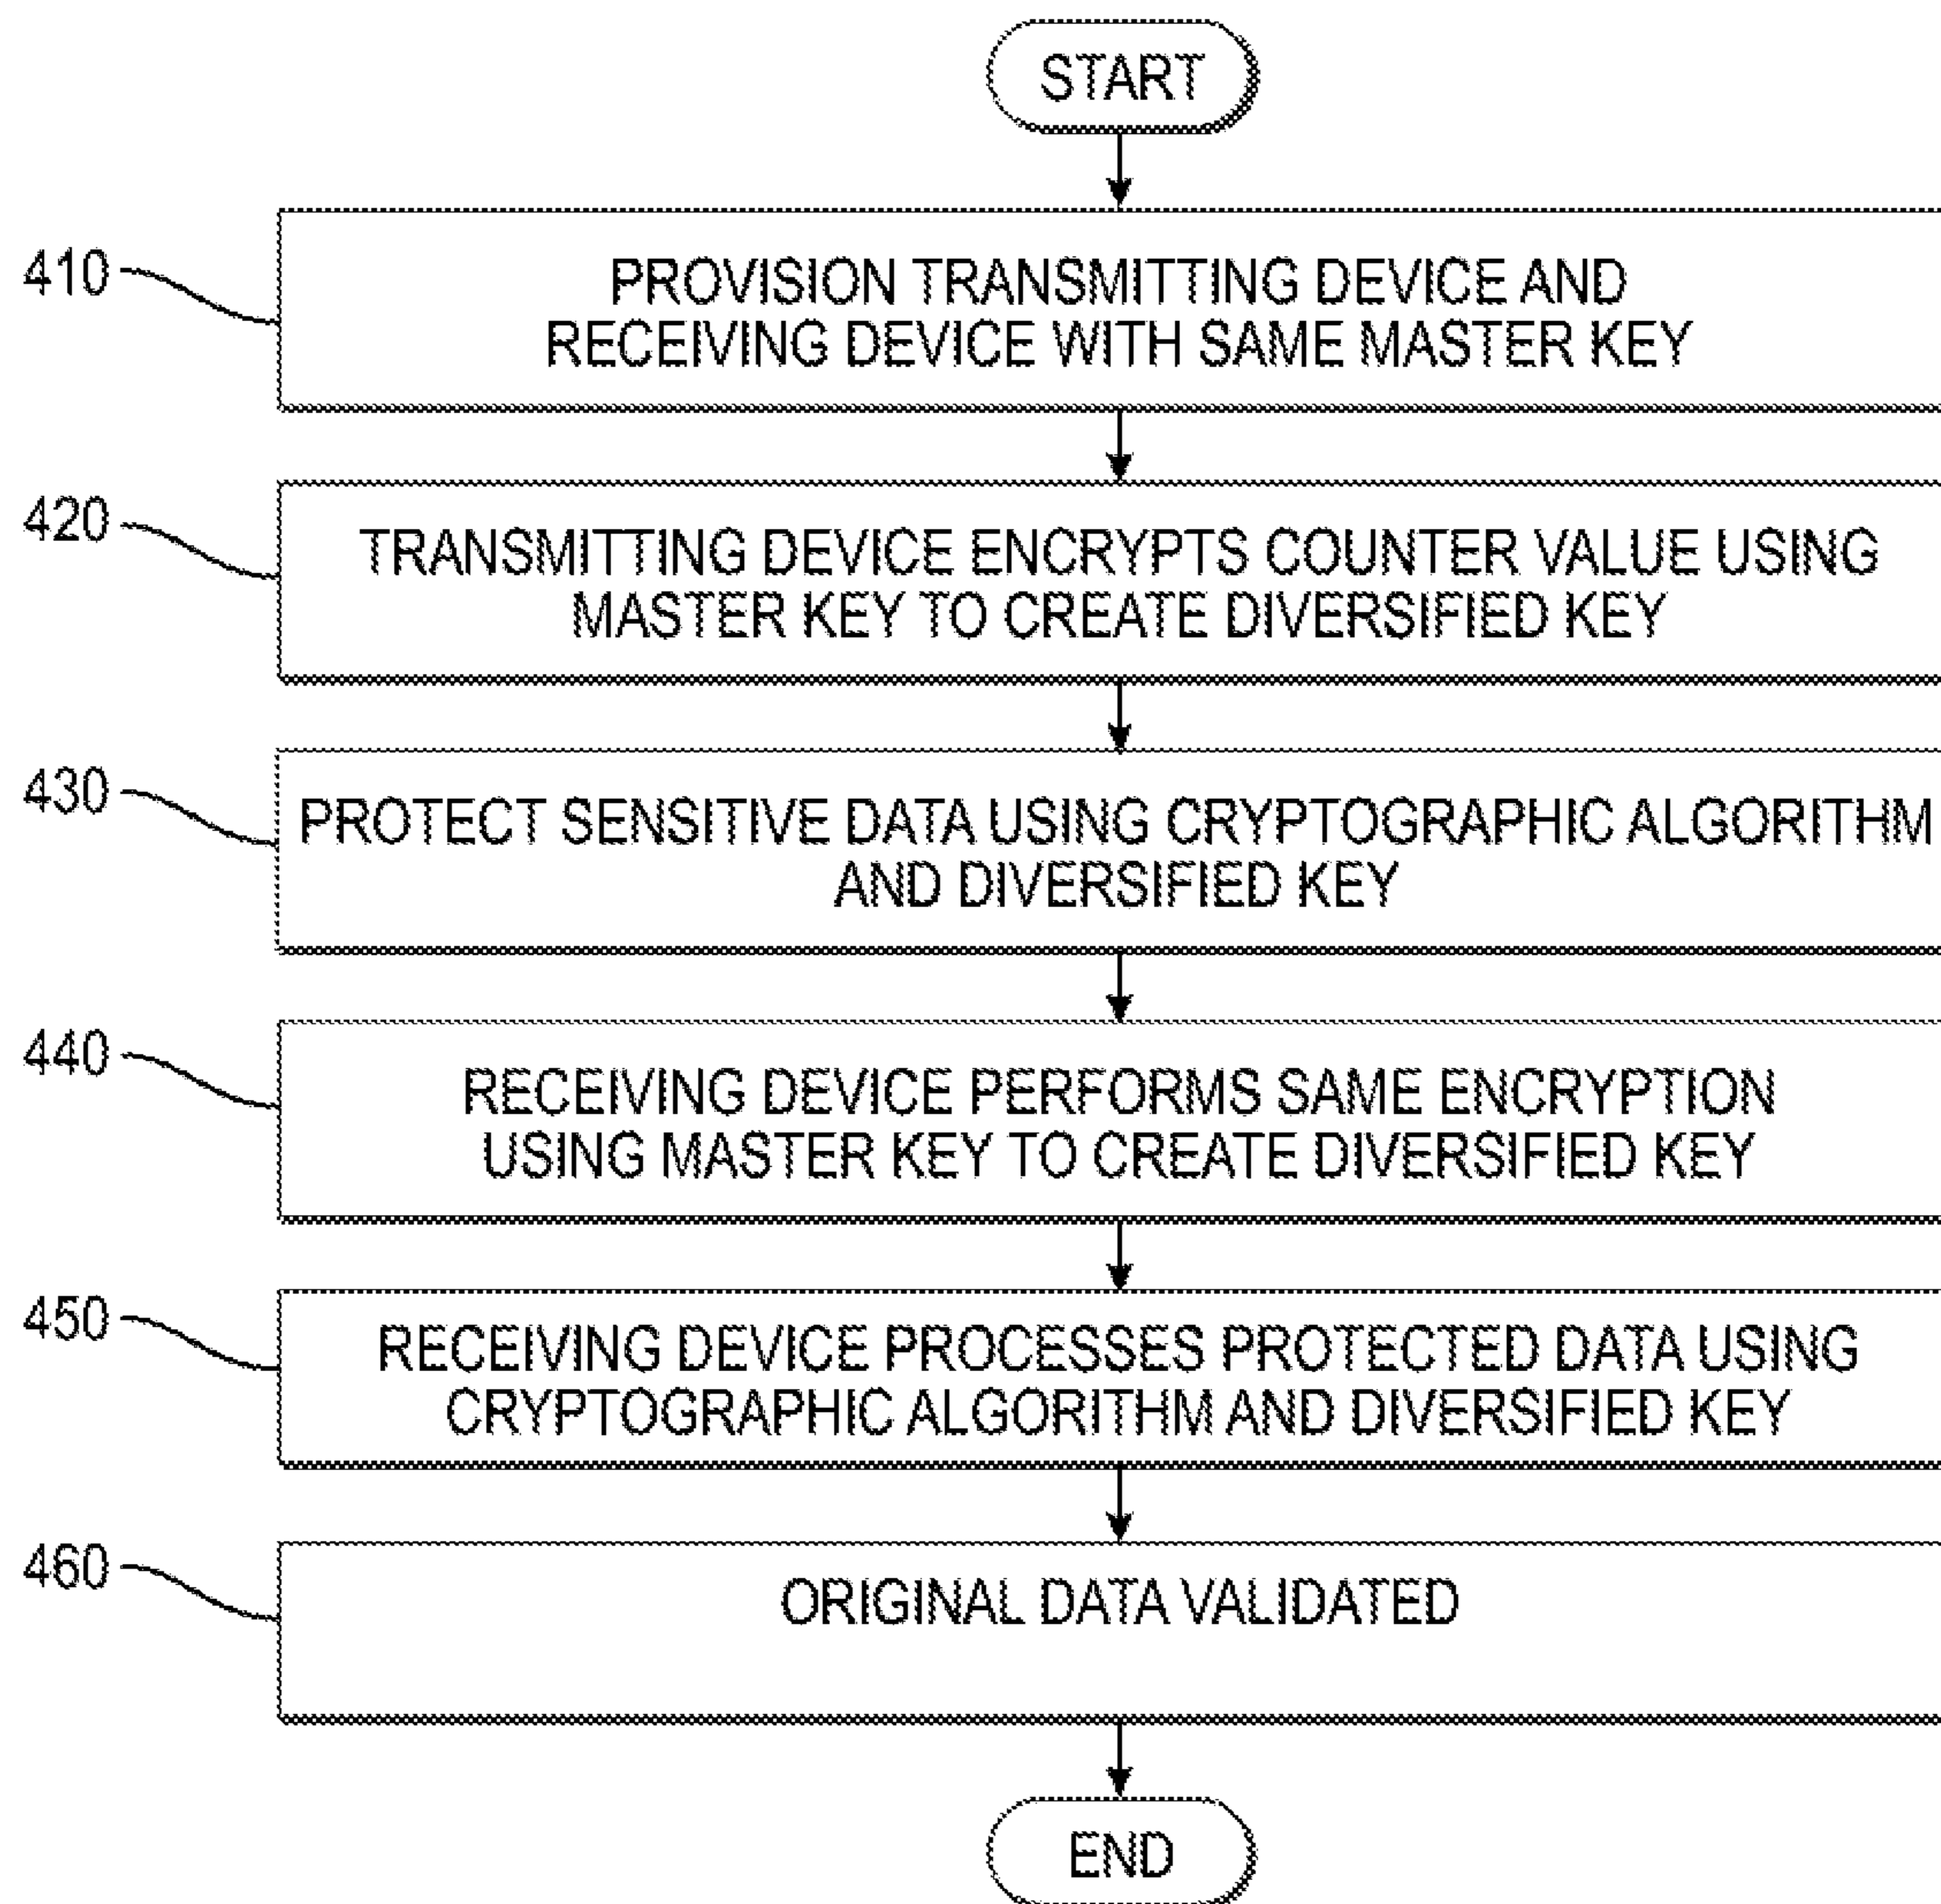 START
410
PROVISION TRANSMITTING DEVICE AND
RECEIVING DEVICE WITH SAME MASTER KEY
420
TRANSMITTING DEVICE ENCRYPTS COUNTER VALUE USING
MASTER KEY TO CREATE DIVERSIFIED KEY
430
PROTECT SENSITIVE DATA USING CRYPTOGRAPHIC ALGORITHM
AND DIVERSIFIED KEY
440
RECEIVING DEVICE PERFORMS SAME ENCRYPTION
USING MASTER KEY TO CREATE DIVERSIFIED KEY
450
RECEIVING DEVICE PROCESSES PROTECTED DATA USING
CRYPTOGRAPHIC ALGORITHM AND DIVERSIFIED KEY
460
ORIGINAL DATA VALIDATED
END